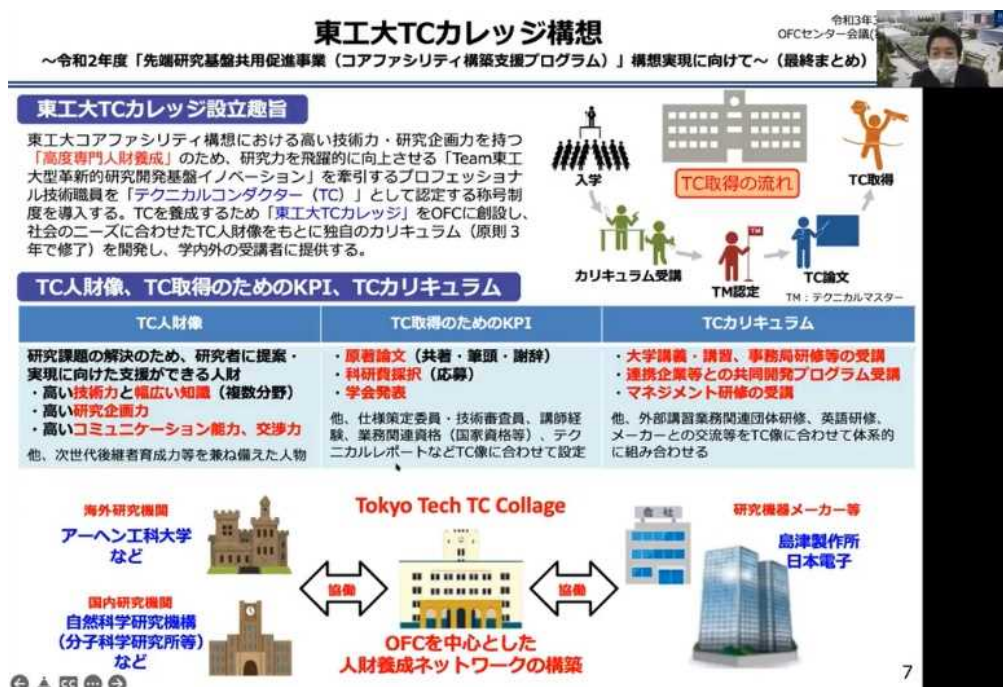 東工大TCカレッジ構想
令和3年3
OFCセンター会議(
～令和2年度「先端研究基盤共用促進事業（コアファシリティ構築支援プログラム）」構想実現に向けて～（最終まとめ）
東工大TCカレッジ設立趣旨
東工大コアファシリティ構想における高い技術力・研究企画力を持つ
「高度専門人財養成」のため、研究力を飛躍的に向上させる「Team東工
大型革新的研究開発基盤イノベーション」を牽引するプロフェッショナ
ル技術職員を「テクニカルコンダクター（TC）」として認定する称号制
度を導入する。TCを養成するため「東工大TCカレッジ」をOFCに創設し、
社会のニーズに合わせたTC人財像をもとに独自のカリキュラム（原則3
年で修了）を開発し、学内外の受講者に提供する。
入学
TC取得の流れ
TC取得
カリキュラム受講
TM
TM認定
TC論文
TM：テクニカルマスター
TC人財像、TC取得のためのKPI、TCカリキュラム
TC人財像
研究課題の解決のため、研究者に提案・
実現に向けた支援ができる人財
・高い技術力と幅広い知識（複数分野）
・高い研究企画力
・高いコミュニケーション能力、交渉力
他、次世代後継者育成力等を兼ね備えた人物
TC取得のためのKPI
・原著論文（共著・筆頭・謝辞）
・科研費採択（応募）
・学会発表
他、仕様策定委員・技術審査員、講師経
験、業務関連資格（国家資格等）、テク
ニカルレポートなどTC像に合わせて設定
TCカリキュラム
・大学講義・講習、事務局研修等の受講
・連携企業等との共同開発プログラム受講
・マネジメント研修の受講
他、外部講習業務関連団体研修、英語研修、
メーカーとの交流等をTC像に合わせて体系的
に組み合わせる
海外研究機関
アーヘン工科大学
など
国内研究機関
自然科学研究機構
（分子科学研究所等）
など
協働
Tokyo Tech TC Collage
OFCを中心とした
人財養成ネットワークの構築
協働
会社
研究機器メーカー等
島津製作所
日本電子
7
CC